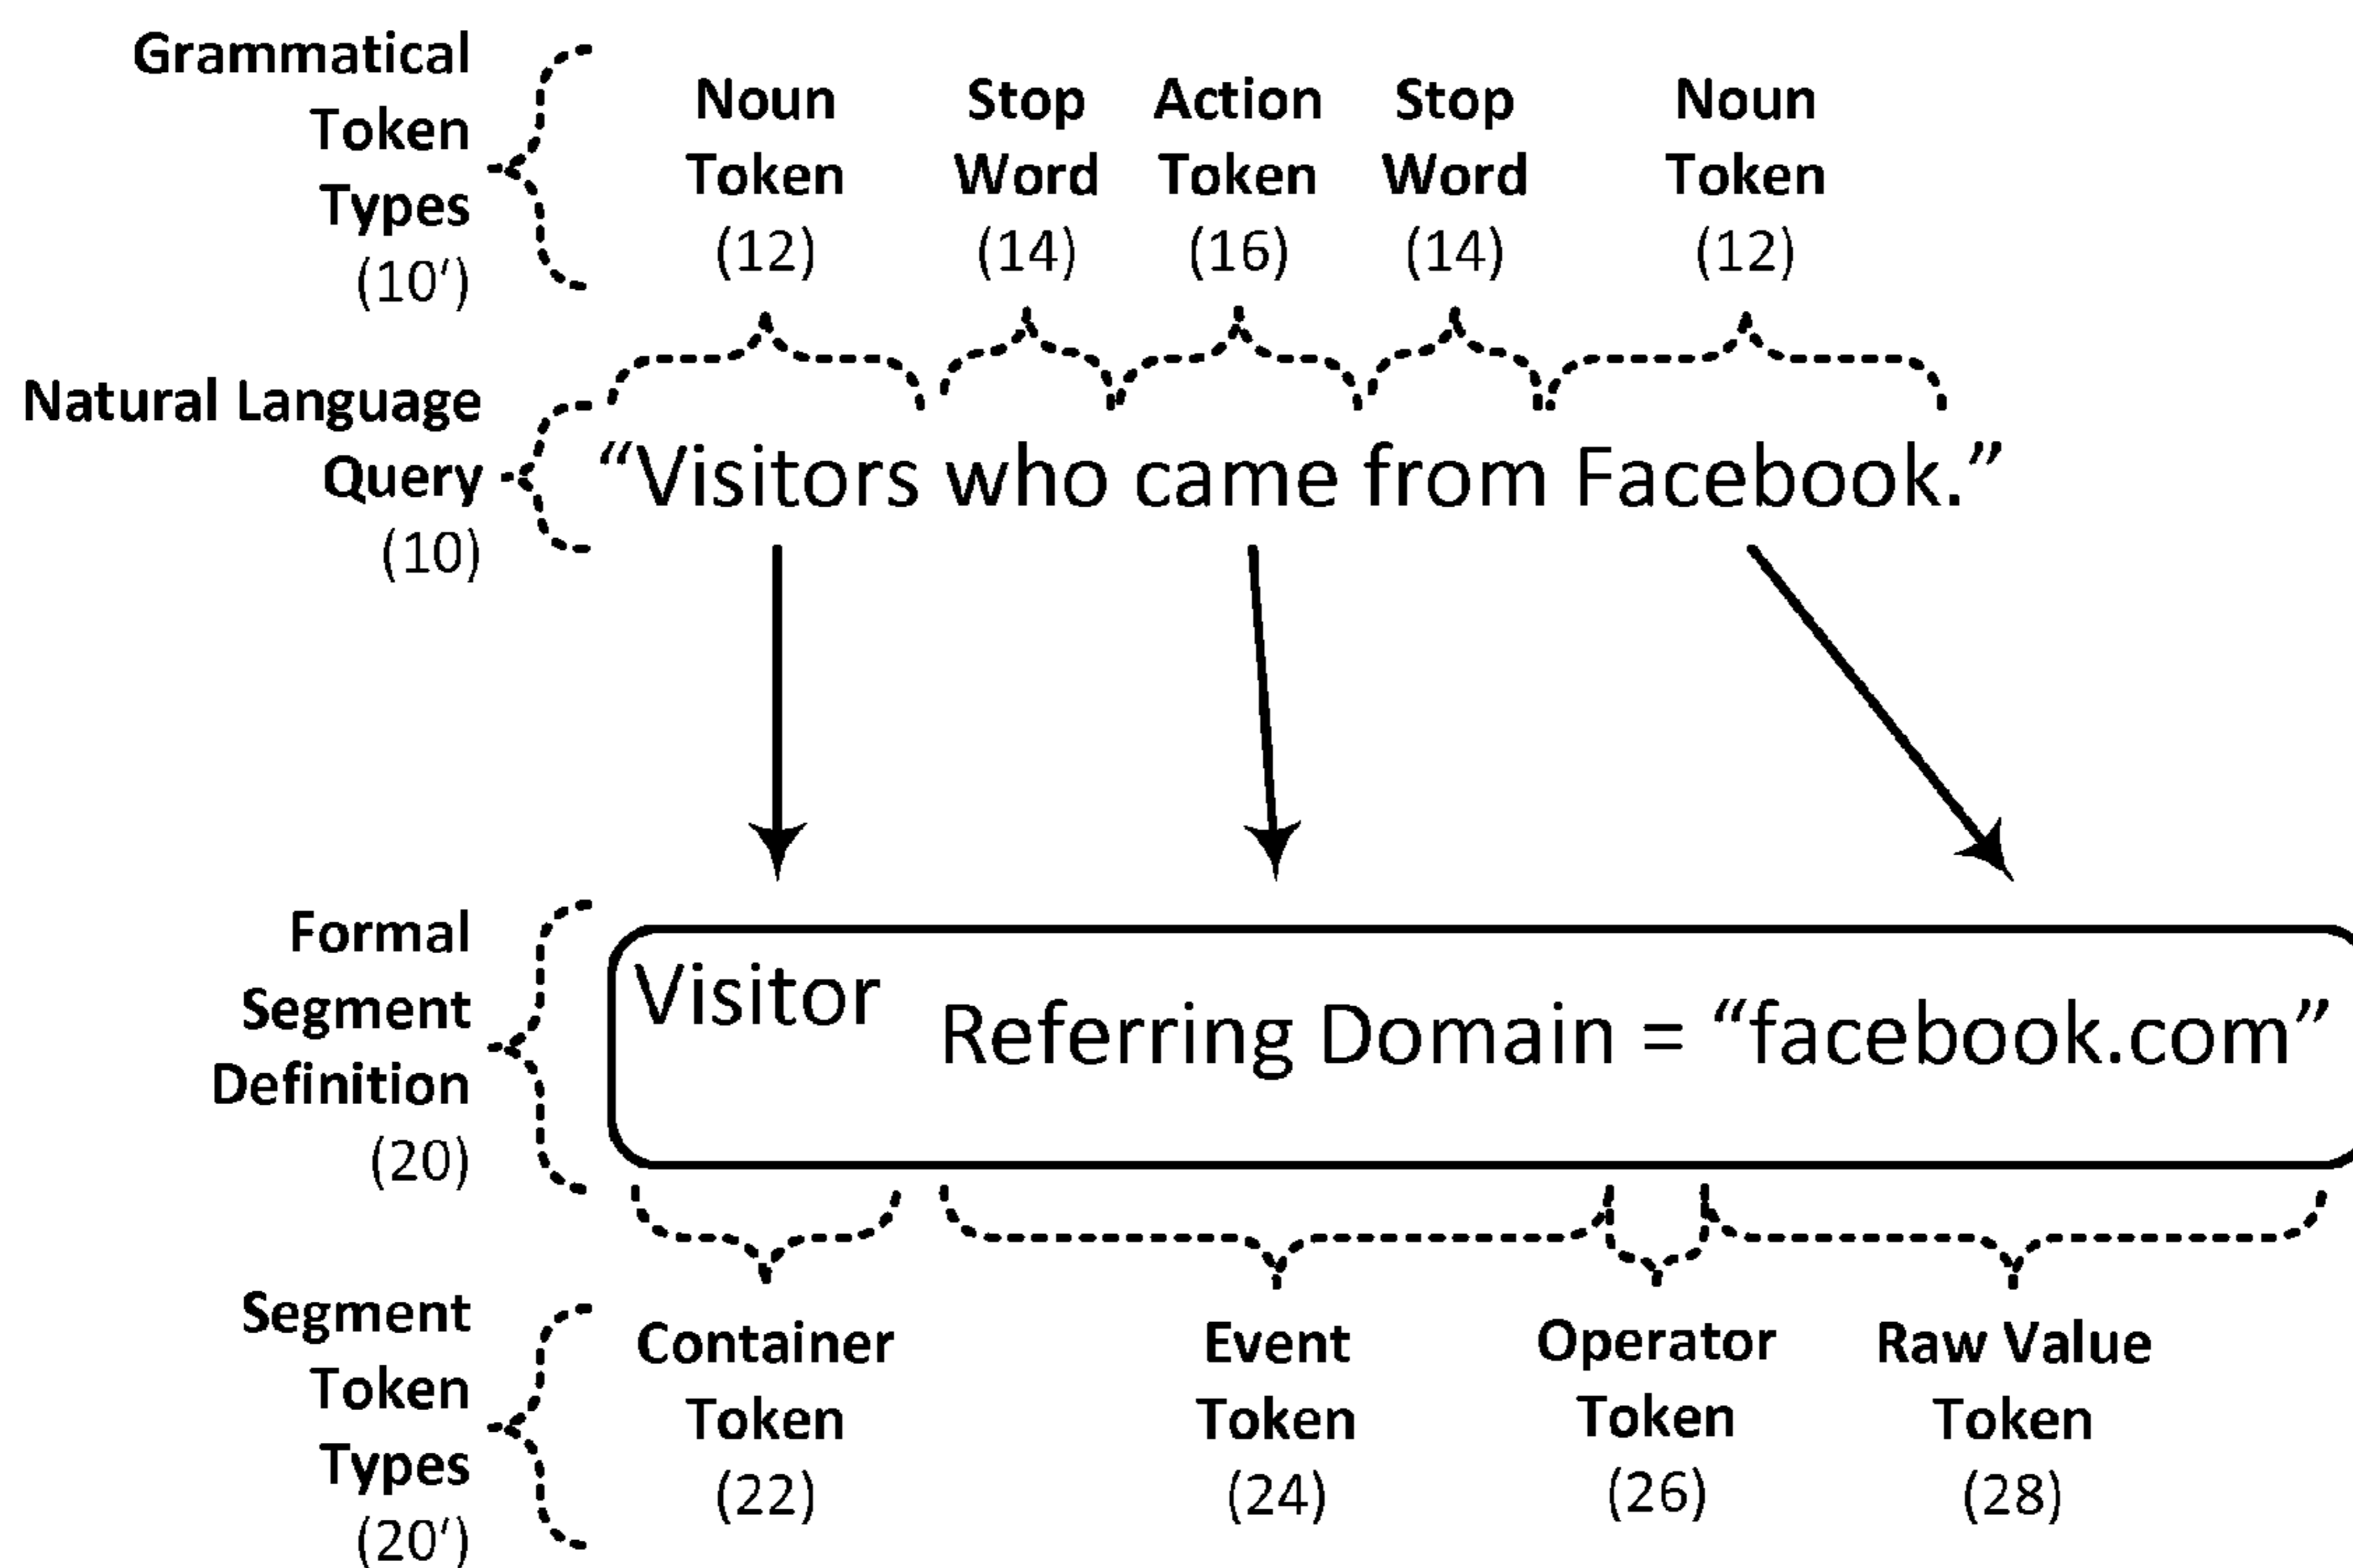 Grammatical
Token
Types
(10′)
Noun
Token
(12)
Stop
Word
(14)
Action
Token
(16)
Stop
Word
(14)
Noun
Token
(12)
Natural Language
Query
(10)
“Visitors who came from Facebook.”
Formal
Segment
Definition
(20)
Visitor
Referring Domain = “facebook.com”
Segment
Token
Types
(20′)
Container
Token
(22)
Event
Token
(24)
Operator
Token
(26)
Raw Value
Token
(28)